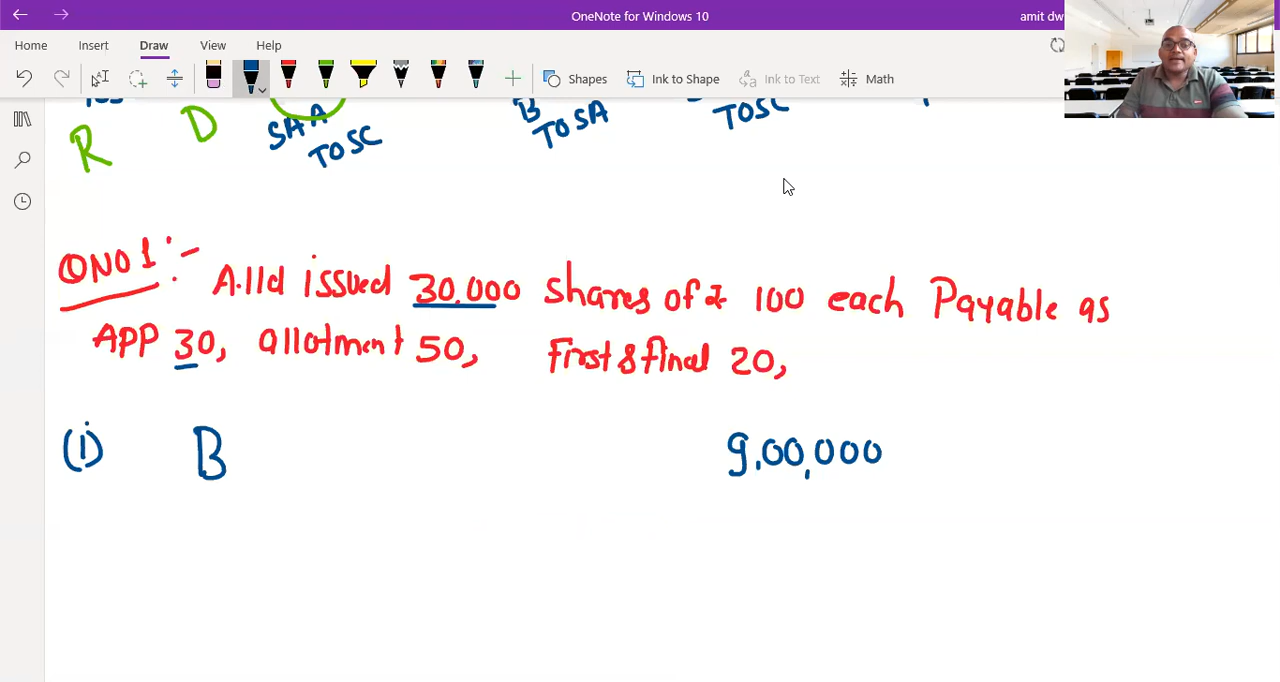 OneNote for Windows 10
amit dw
Home Insert Draw View Help
Shapes Ink to Shape Ink to Text Math
R D SAA B TOSC
TOSC TOSA
QNO1:- A.lld issued 30.000 shares of ₹ 100 each Payable as
APP 30, allotment 50, First & final 20,
(i) B 9,00,000